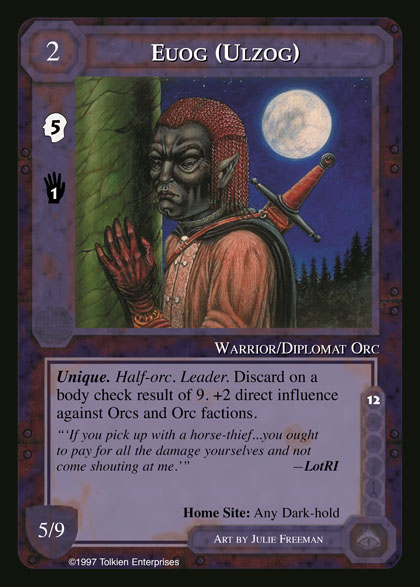 2
Euog (Ulzog)
5
1
Warrior/Diplomat Orc
Unique. Half-orc. Leader. Discard on a
body check result of 9. +2 direct influence
against Orcs and Orc factions.
12
“‘If you pick up with a horse-thief...you ought
to pay for all the damage yourselves and not
come shouting at me.’” –LotRI
Home Site: Any Dark-hold
5/9
Art by Julie Freeman
©1997 Tolkien Enterprises